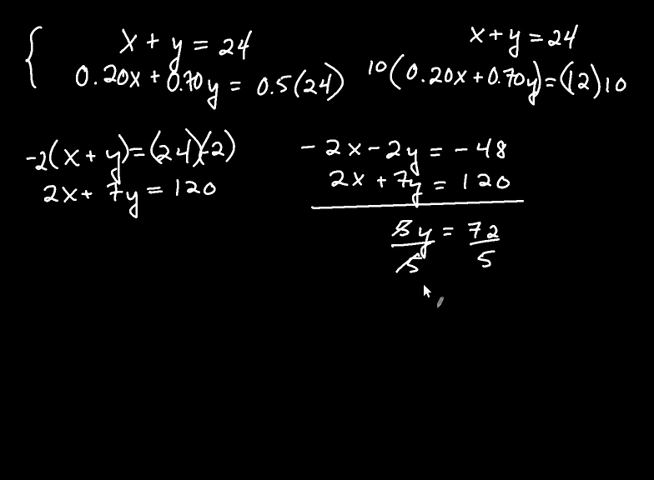 x + y = 24
0.20x + 0.70y = 0.5(24)
x + y = 24
10(0.20x + 0.70y) = (12)10
-2(x + y) = (24)(-2)
2x + 7y = 120
-2x - 2y = -48
2x + 7y = 120
5y = 72
5 5